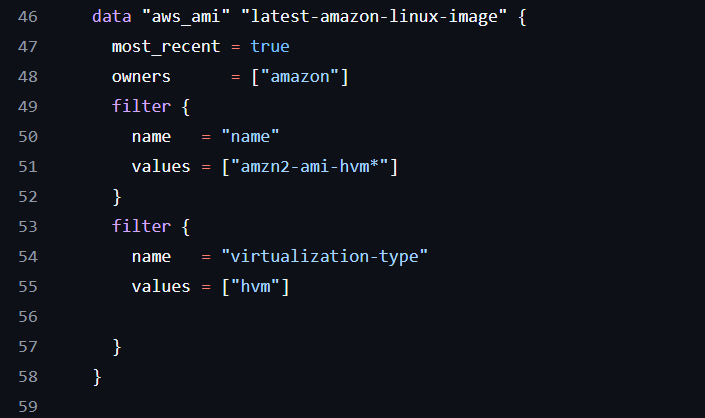 46 data "aws_ami" "latest-amazon-linux-image" {
47   most_recent = true
48   owners      = ["amazon"]
49   filter {
50     name   = "name"
51     values = ["amzn2-ami-hvm*"]
52   }
53   filter {
54     name   = "virtualization-type"
55     values = ["hvm"]
56
57   }
58 }
59